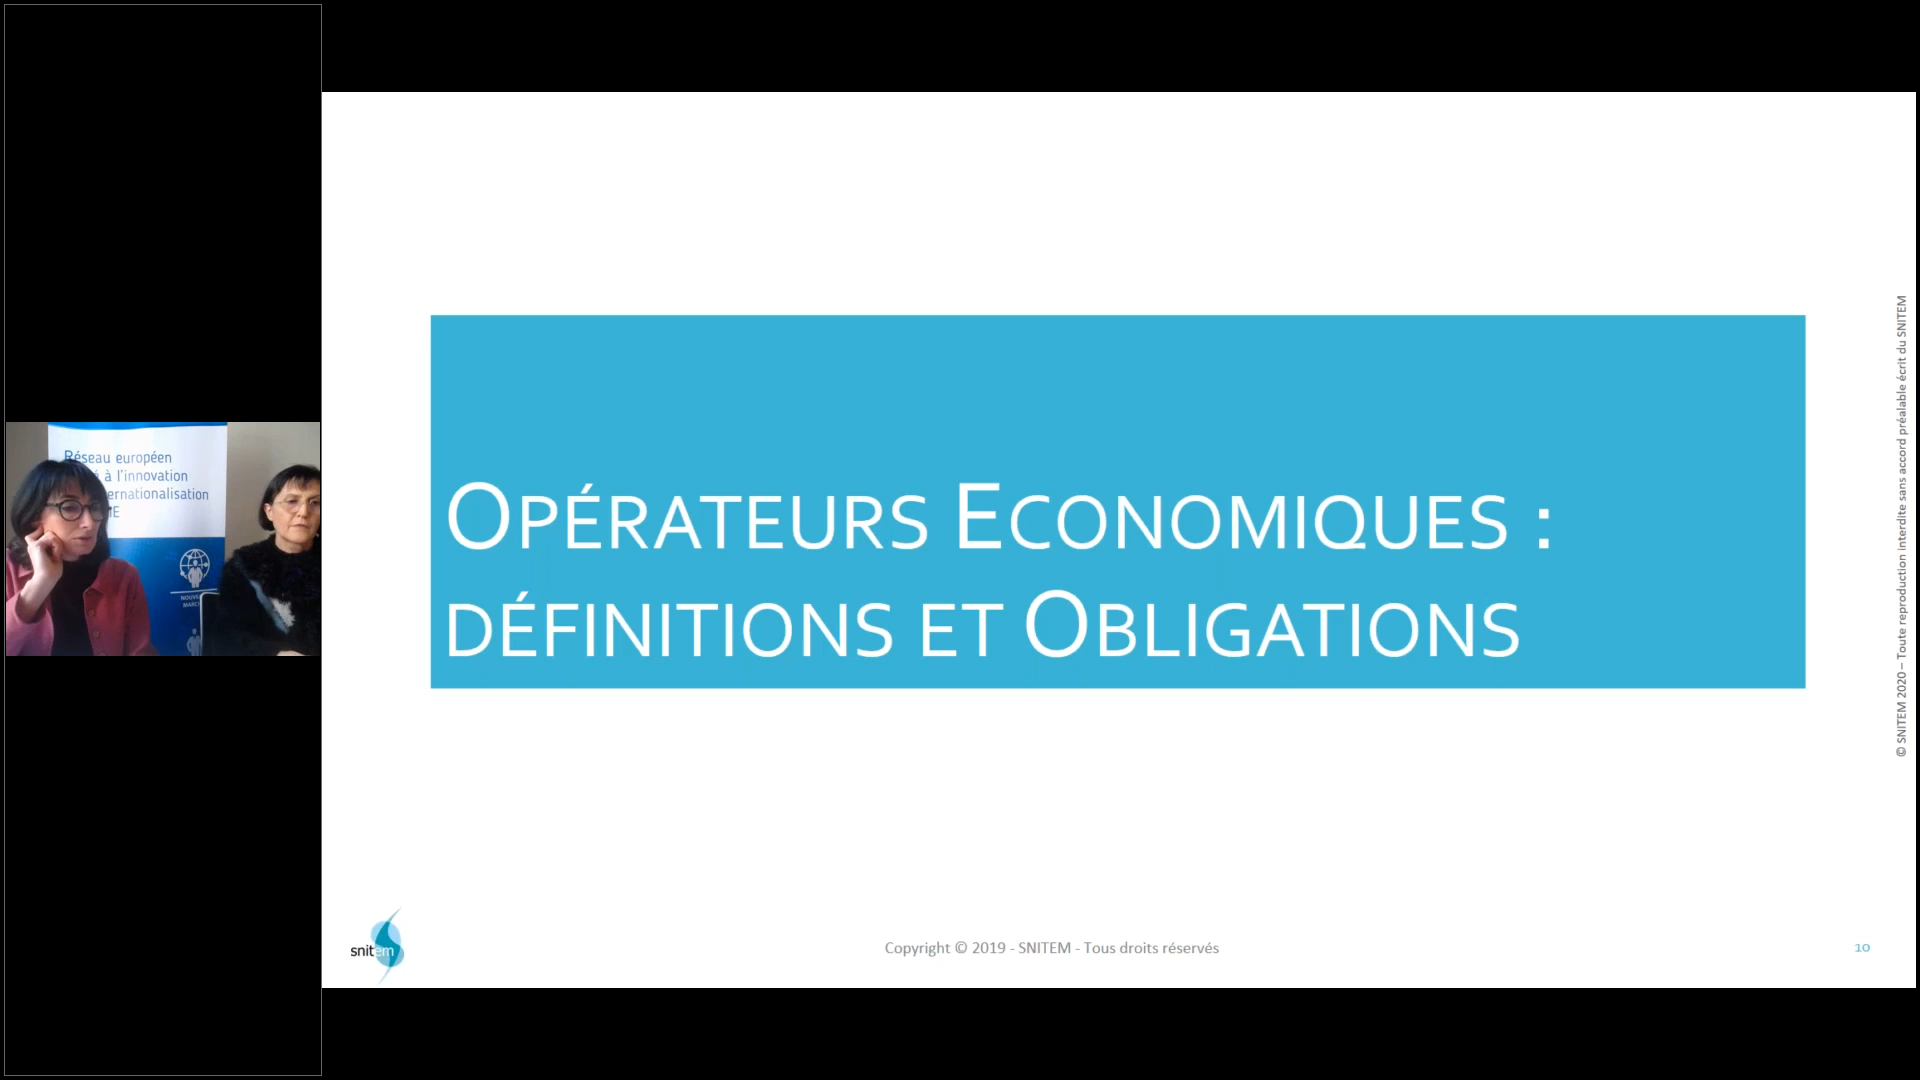 Réseau européen
à l'innovation
ernationalisation
OPÉRATEURS ECONOMIQUES :
DÉFINITIONS ET OBLIGATIONS
© SNITEM 2020 – Toute reproduction interdite sans accord préalable écrit du SNITEM
snitem
Copyright © 2019 - SNITEM - Tous droits réservés
10